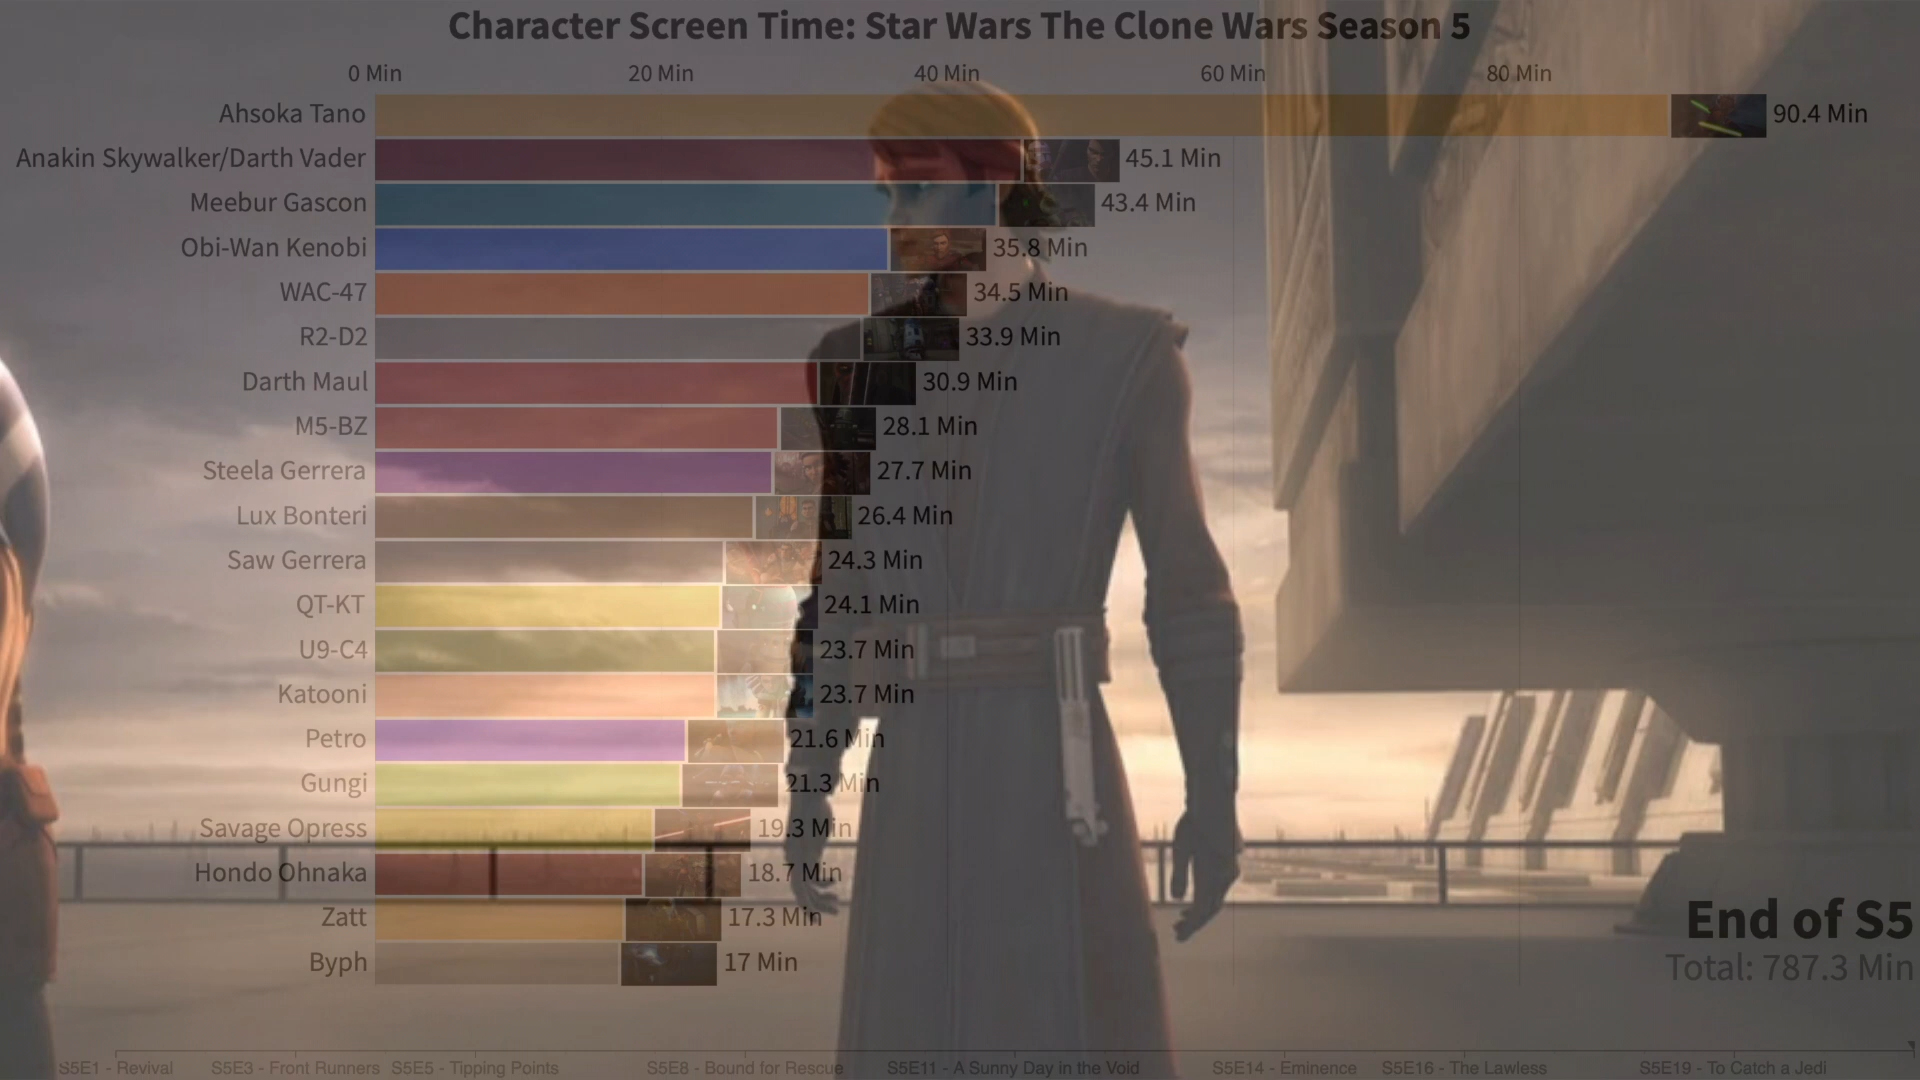 Character Screen Time: Star Wars The Clone Wars Season 5
0 Min 20 Min 40 Min 60 Min 80 Min
Ahsoka Tano 90.4 Min
Anakin Skywalker/Darth Vader 45.1 Min
Meebur Gascon 43.4 Min
Obi-Wan Kenobi 35.8 Min
WAC-47 34.5 Min
R2-D2 33.9 Min
Darth Maul 30.9 Min
M5-BZ 28.1 Min
Steela Gerrera 27.7 Min
Lux Bonteri 26.4 Min
Saw Gerrera 24.3 Min
QT-KT 24.1 Min
U9-C4 23.7 Min
Katooni 23.7 Min
Petro 21.6 Min
Gungi 21.3 Min
Savage Opress 19.3 Min
Hondo Ohnaka 18.7 Min
Zatt 17.3 Min
Byph 17 Min
End of S5
Total: 787.3 Min
S5E1 - Revival S5E3 - Front Runners S5E5 - Tipping Points S5E8 - Bound for Rescue S5E11 - A Sunny Day in the Void S5E14 - Eminence S5E16 - The Lawless S5E19 - To Catch a Jedi